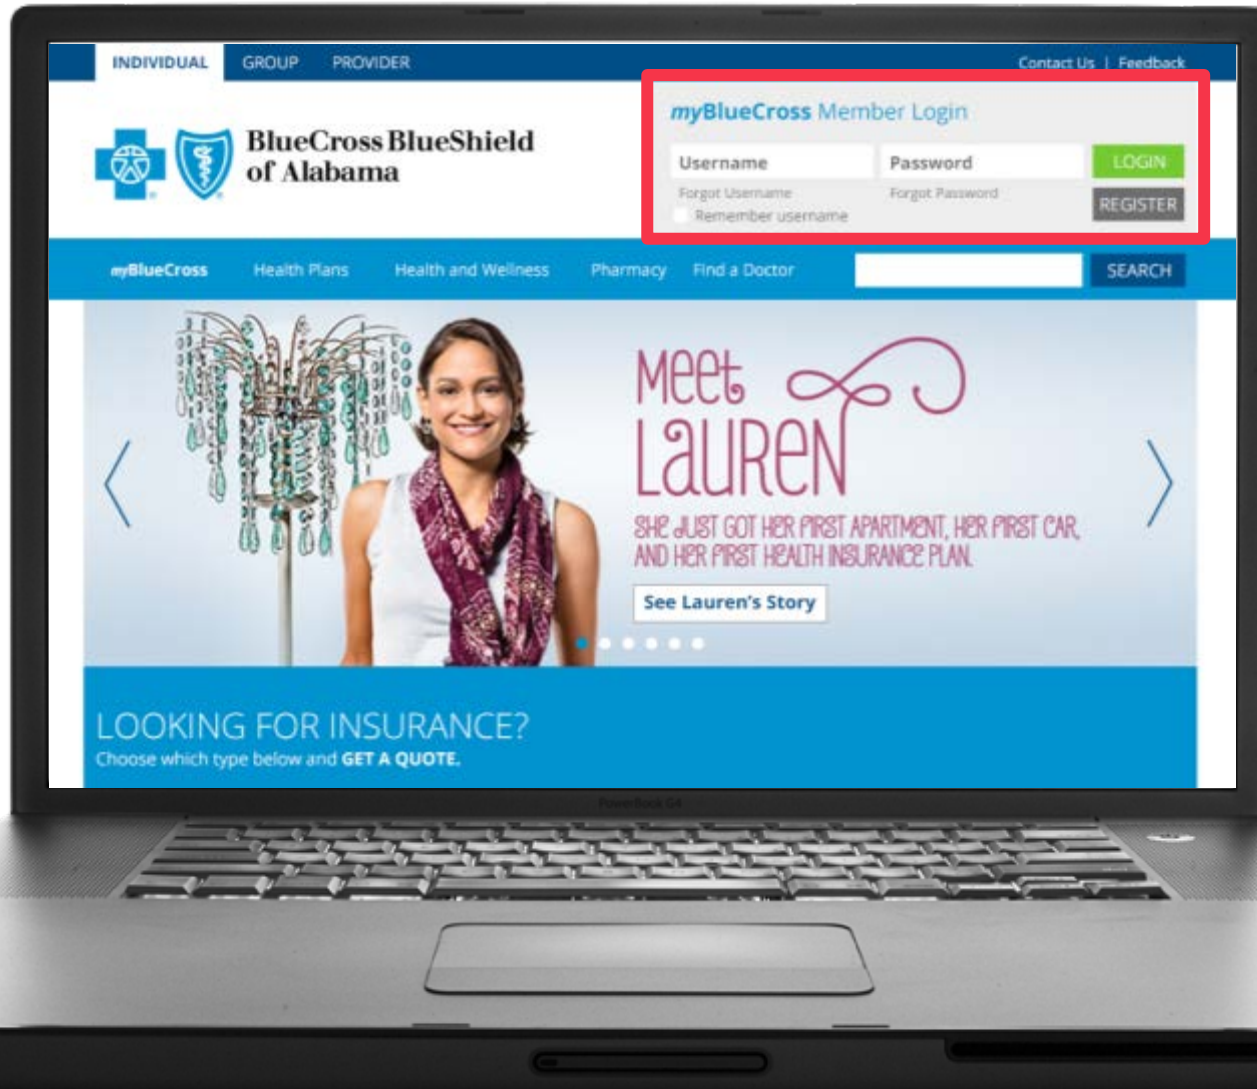 INDIVIDUAL GROUP PROVIDER Contact Us | Feedback
myBlueCross Member Login
BlueCross BlueShield
of Alabama
Username Password LOGIN
Forgot Username Forgot Password
Remember username REGISTER
myBlueCross Health Plans Health and Wellness Pharmacy Find a Doctor SEARCH
Meet
LAUREN
SHE JUST GOT HER FIRST APARTMENT, HER FIRST CAR,
AND HER FIRST HEALTH INSURANCE PLAN.
See Lauren's Story
LOOKING FOR INSURANCE?
Choose which type below and GET A QUOTE.
PowerBook G4